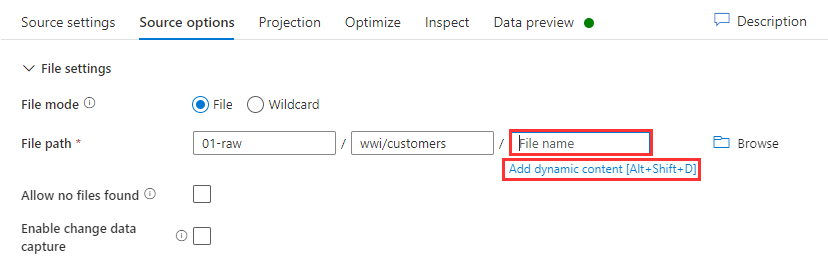 Source settings Source options Projection Optimize Inspect Data preview Description
File settings
File mode File Wildcard
File path * 01-raw / wwi/customers / File name Browse
Add dynamic content [Alt+Shift+D]
Allow no files found
Enable change data
capture